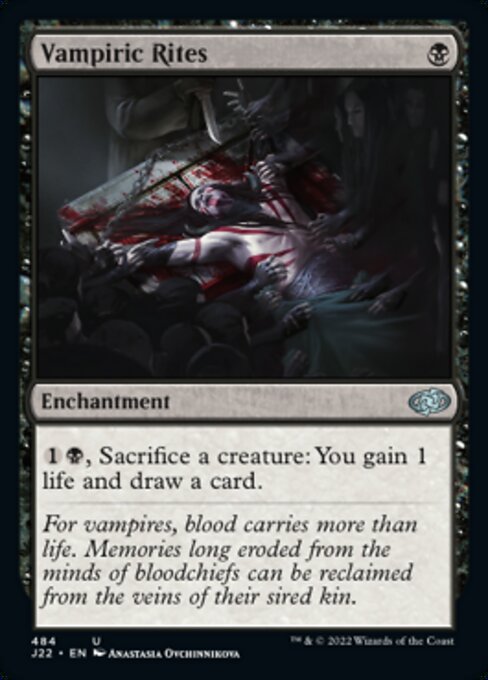 Vampiric Rites
Enchantment
1, Sacrifice a creature: You gain 1
life and draw a card.
For vampires, blood carries more than
life. Memories long eroded from the
minds of bloodchiefs can be reclaimed
from the veins of their sired kin.
484 U
J22 • EN Anastasia Ovchinnikova
™ & © 2022 Wizards of the Coast